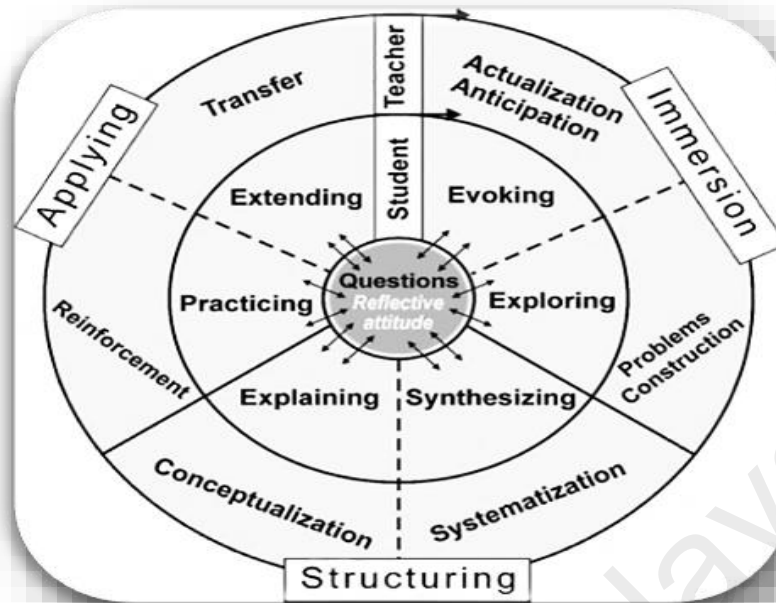 Teacher
Student
Transfer
Actualization
Anticipation
Applying
Immersion
Extending
Evoking
Questions
Reflective
attitude
Practicing
Exploring
Reinforcement
Problems
Construction
Explaining
Synthesizing
Conceptualization
Systematization
Structuring